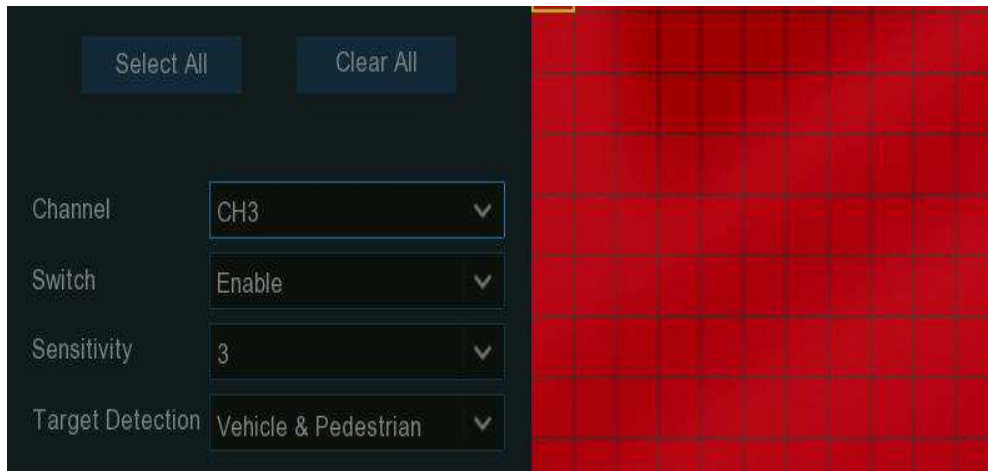 Select All Clear All
Channel CH3
Switch Enable
Sensitivity 3
Target Detection Vehicle & Pedestrian